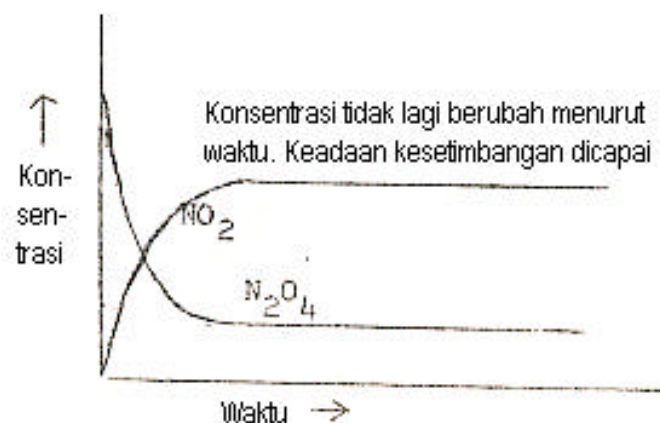 Konsentrasi tidak lagi berubah menurut
waktu. Keadaan kesetimbangan dicapai
Kon-
sen-
trasi
NO2
N2O4
Waktu →